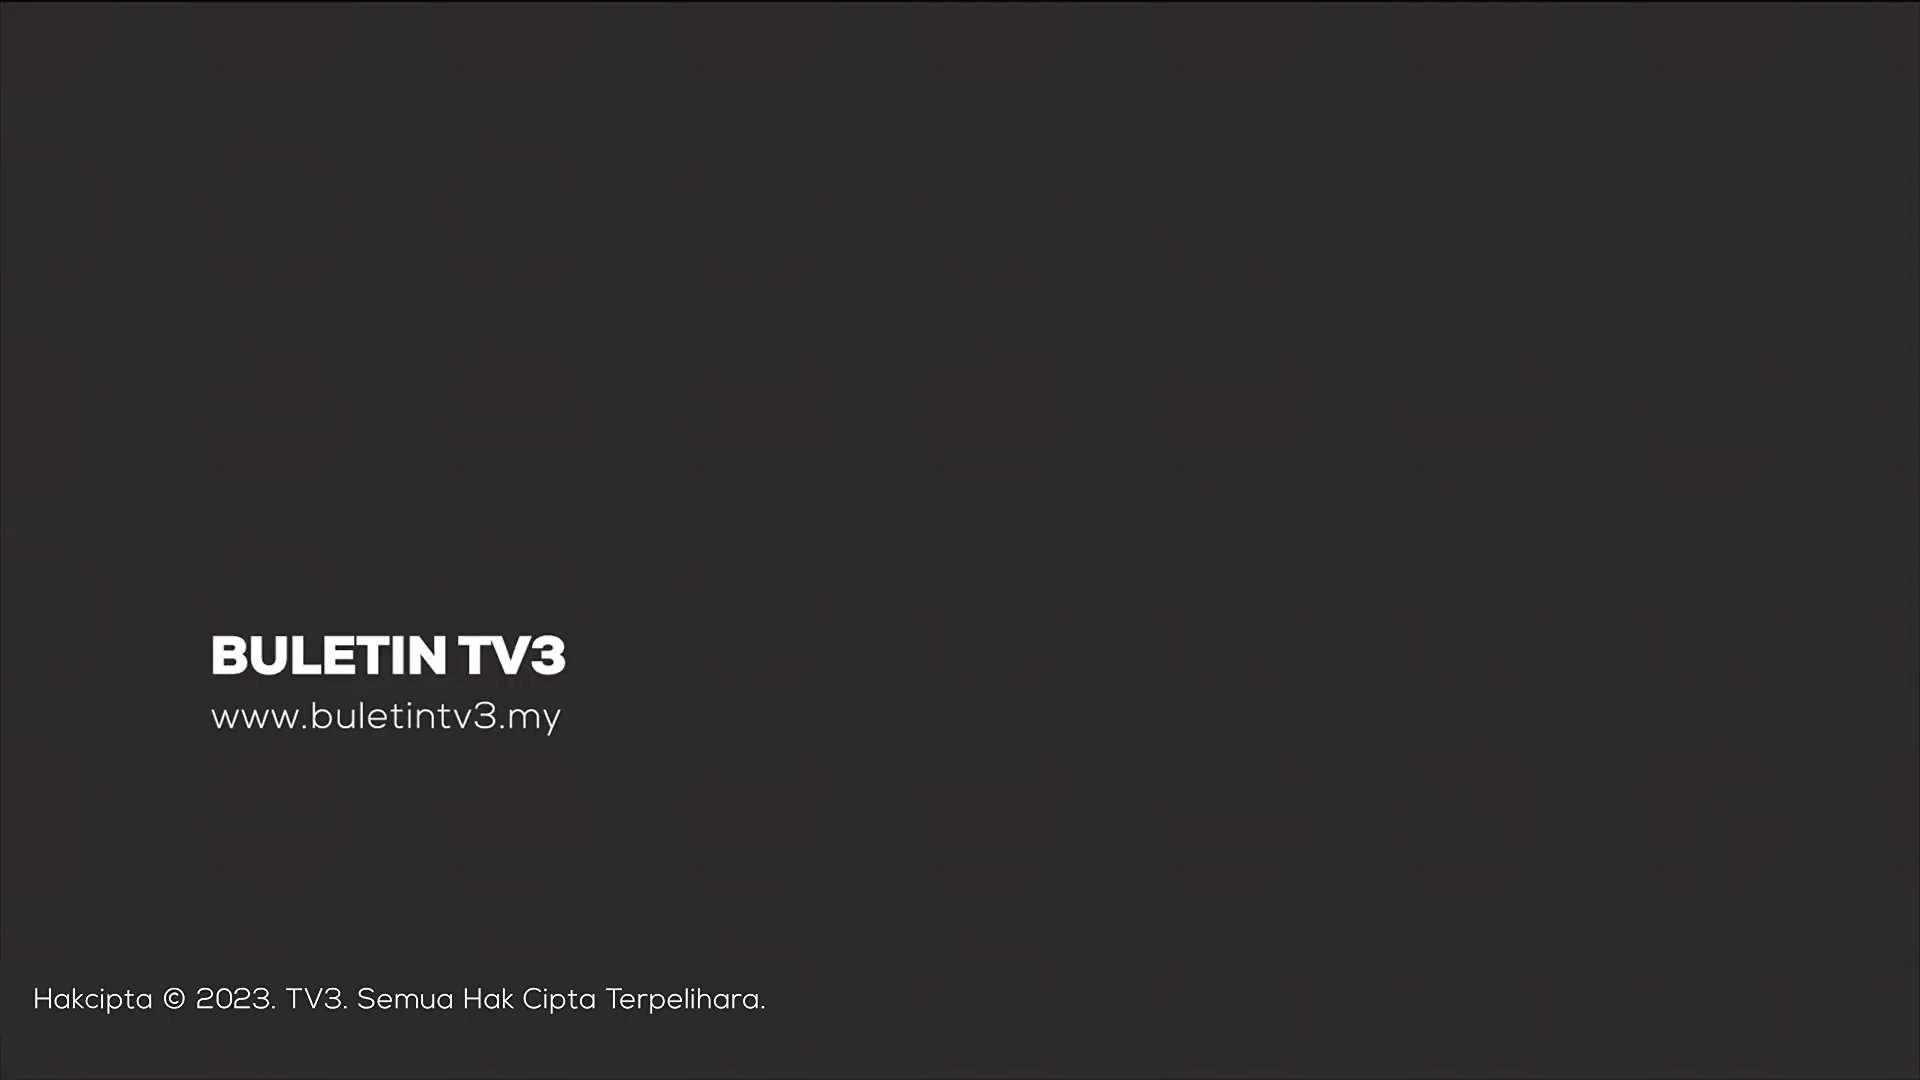 BULETIN TV3
www.buletintv3.my
Hakcipta © 2023. TV3. Semua Hak Cipta Terpelihara.